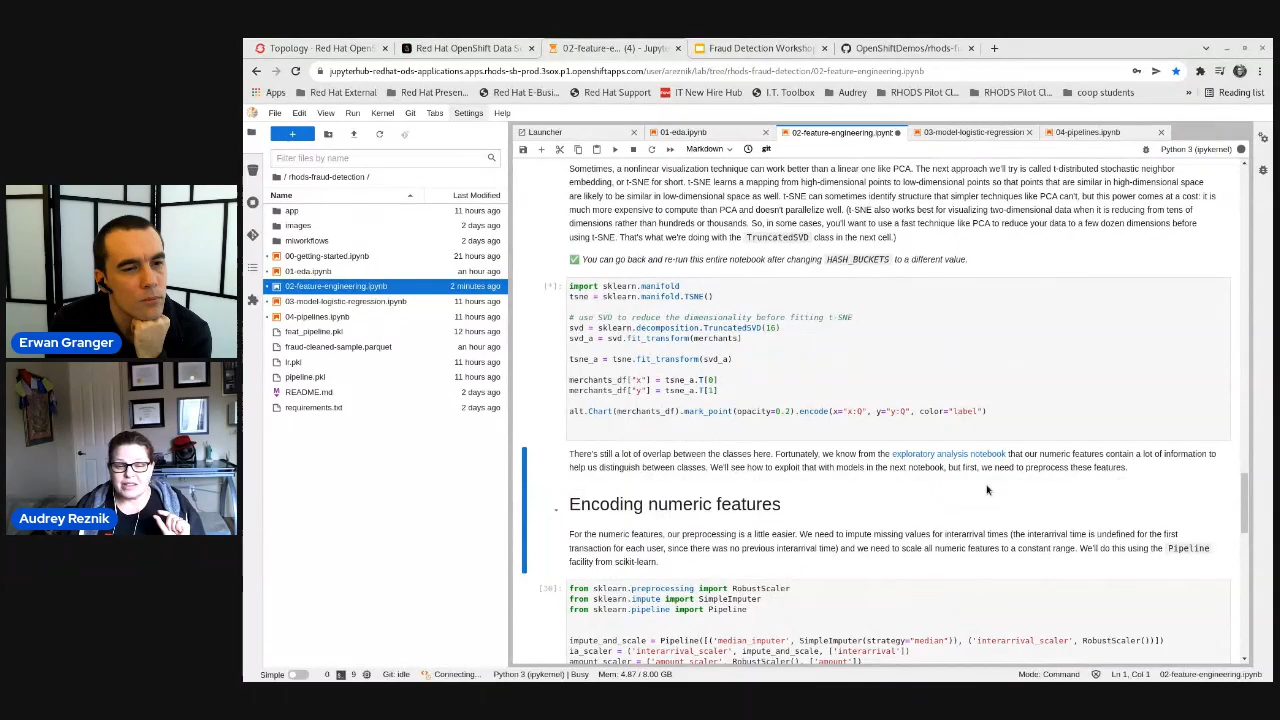 Topology · Red Hat OpenShift
Red Hat OpenShift Data Sc
02-feature-e... (4) - Jupyte
Fraud Detection Workshop
OpenShiftDemos/rhods-fra
jupyterhub-redhat-ods-applications.apps.rhods-sb-prod.3sox.p1.openshiftapps.com/user/areznik/lab/tree/rhods-fraud-detection/02-feature-engineering.ipynb
Apps
Red Hat External
Red Hat Presen...
Red Hat E-Busi...
Red Hat Support
IT New Hire Hub
I.T. Toolbox
Audrey
RHODS Pilot Cl...
RHODS Pilot CL...
coop students
»
Reading list
File Edit View Run Kernel Git Tabs Settings Help
Launcher
01-eda.ipynb
02-feature-engineering.ipynb
03-model-logistic-regression
04-pipelines.ipynb
Markdown
git
Python 3 (ipykernel)
Filter files by name
/ rhods-fraud-detection /
Name Last Modified
app 11 hours ago
images 2 days ago
mlworkflows 2 days ago
00-getting-started.ipynb 21 hours ago
01-eda.ipynb an hour ago
02-feature-engineering.ipynb 2 minutes ago
03-model-logistic-regression.ipynb 11 hours ago
04-pipelines.ipynb 11 hours ago
feat_pipeline.pkl 12 hours ago
fraud-cleaned-sample.parquet an hour ago
lr.pkl 11 hours ago
pipeline.pkl 11 hours ago
README.md 2 days ago
requirements.txt 2 days ago
Sometimes, a nonlinear visualization technique can work better than a linear one like PCA. The next approach we'll try is called t-distributed stochastic neighbor
embedding, or t-SNE for short. t-SNE learns a mapping from high-dimensional points to low-dimensional points so that points that are similar in high-dimensional space
are likely to be similar in low-dimensional space as well. t-SNE can sometimes identify structure that simpler techniques like PCA can't, but this power comes at a cost: it is
much more expensive to compute than PCA and doesn't parallelize well. (t-SNE also works best for visualizing two-dimensional data when it is reducing from tens of
dimensions rather than hundreds or thousands. So, in some cases, you'll want to use a fast technique like PCA to reduce your data to a few dozen dimensions before
using t-SNE. That's what we're doing with the TruncatedSVD class in the next cell.)
✅ You can go back and re-run this entire notebook after changing HASH_BUCKETS to a different value.
[*]: import sklearn.manifold
tsne = sklearn.manifold.TSNE()
# use SVD to reduce the dimensionality before fitting t-SNE
svd = sklearn.decomposition.TruncatedSVD(16)
svd_a = svd.fit_transform(merchants)
tsne_a = tsne.fit_transform(svd_a)
merchants_df["x"] = tsne_a.T[0]
merchants_df["y"] = tsne_a.T[1]
alt.Chart(merchants_df).mark_point(opacity=0.2).encode(x="x:Q", y="y:Q", color="label")
There's still a lot of overlap between the classes here. Fortunately, we know from the exploratory analysis notebook that our numeric features contain a lot of information to
help us distinguish between classes. We'll see how to exploit that with models in the next notebook, but first, we need to preprocess these features.
Encoding numeric features
For the numeric features, our preprocessing is a little easier. We need to impute missing values for interarrival times (the interarrival time is undefined for the first
transaction for each user, since there was no previous interarrival time) and we need to scale all numeric features to a constant range. We'll do this using the Pipeline
facility from scikit-learn.
[30]: from sklearn.preprocessing import RobustScaler
from sklearn.impute import SimpleImputer
from sklearn.pipeline import Pipeline
impute_and_scale = Pipeline([('median_imputer', SimpleImputer(strategy="median")), ('interarrival_scaler', RobustScaler())])
ia_scaler = ('interarrival_scaler', impute_and_scale, ['interarrival'])
amount_scaler = ('amount_scaler', RobustScaler(), ['amount'])
Simple 0 9 Git: idle Connecting... Python 3 (ipykernel) | Busy Mem: 4.87 / 8.00 GB Mode: Command Ln 1, Col 1 02-feature-engineering.ipynb
Erwan Granger
Audrey Reznik